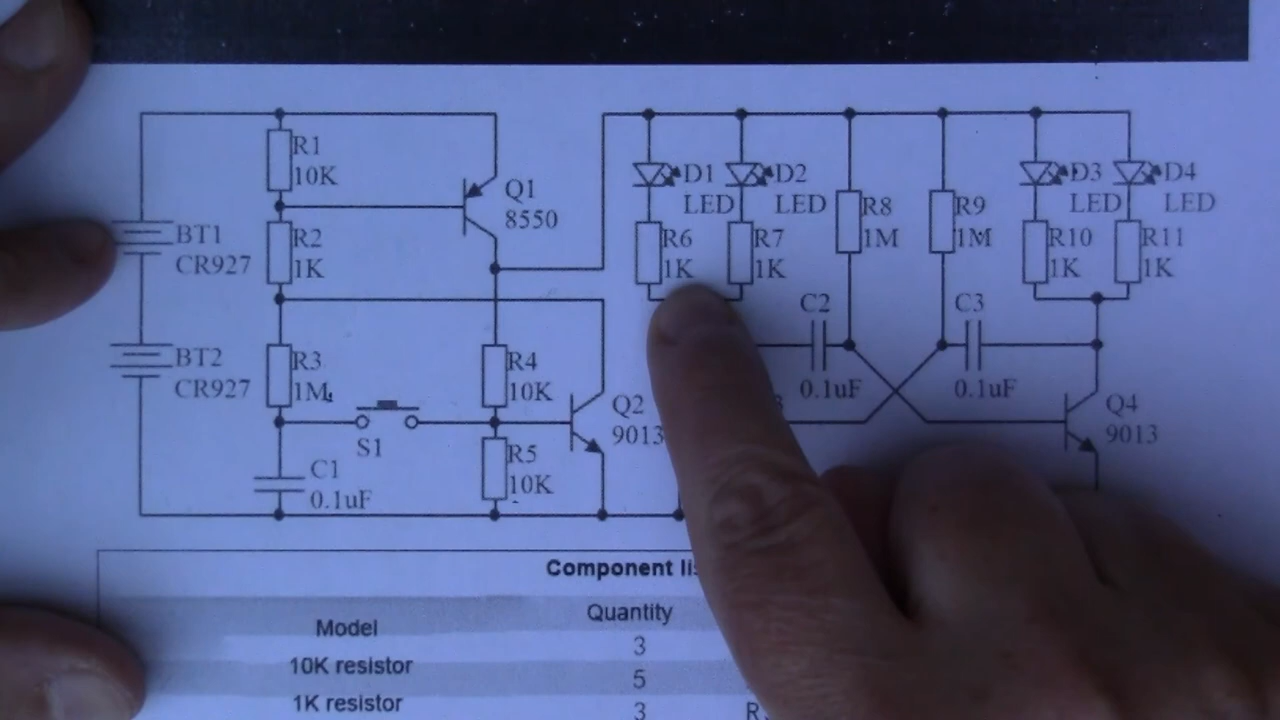 R1
10K
Q1
8550
BT1
CR927
R2
1K
D1
LED
D2
LED
R8
1M
R9
1M
D3
LED
D4
LED
R6
1K
R7
1K
R10
1K
R11
1K
C2
0.1uF
C3
0.1uF
BT2
CR927
R3
1M
R4
10K
S1
Q2
9013
Q4
9013
C1
0.1uF
R5
10K
Component
Model
Quantity
3
10K resistor
5
1K resistor
3